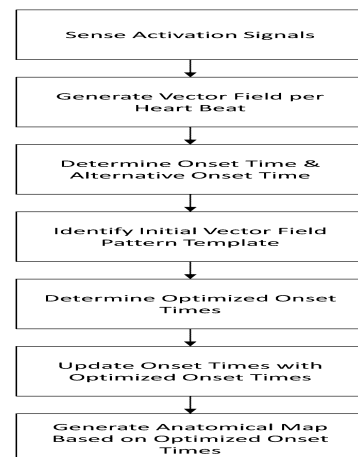 Sense Activation Signals
Generate Vector Field per
Heart Beat
Determine Onset Time &
Alternative Onset Time
Identify Initial Vector Field
Pattern Template
Determine Optimized Onset
Times
Update Onset Times with
Optimized Onset Times
Generate Anatomical Map
Based on Optimized Onset
Times